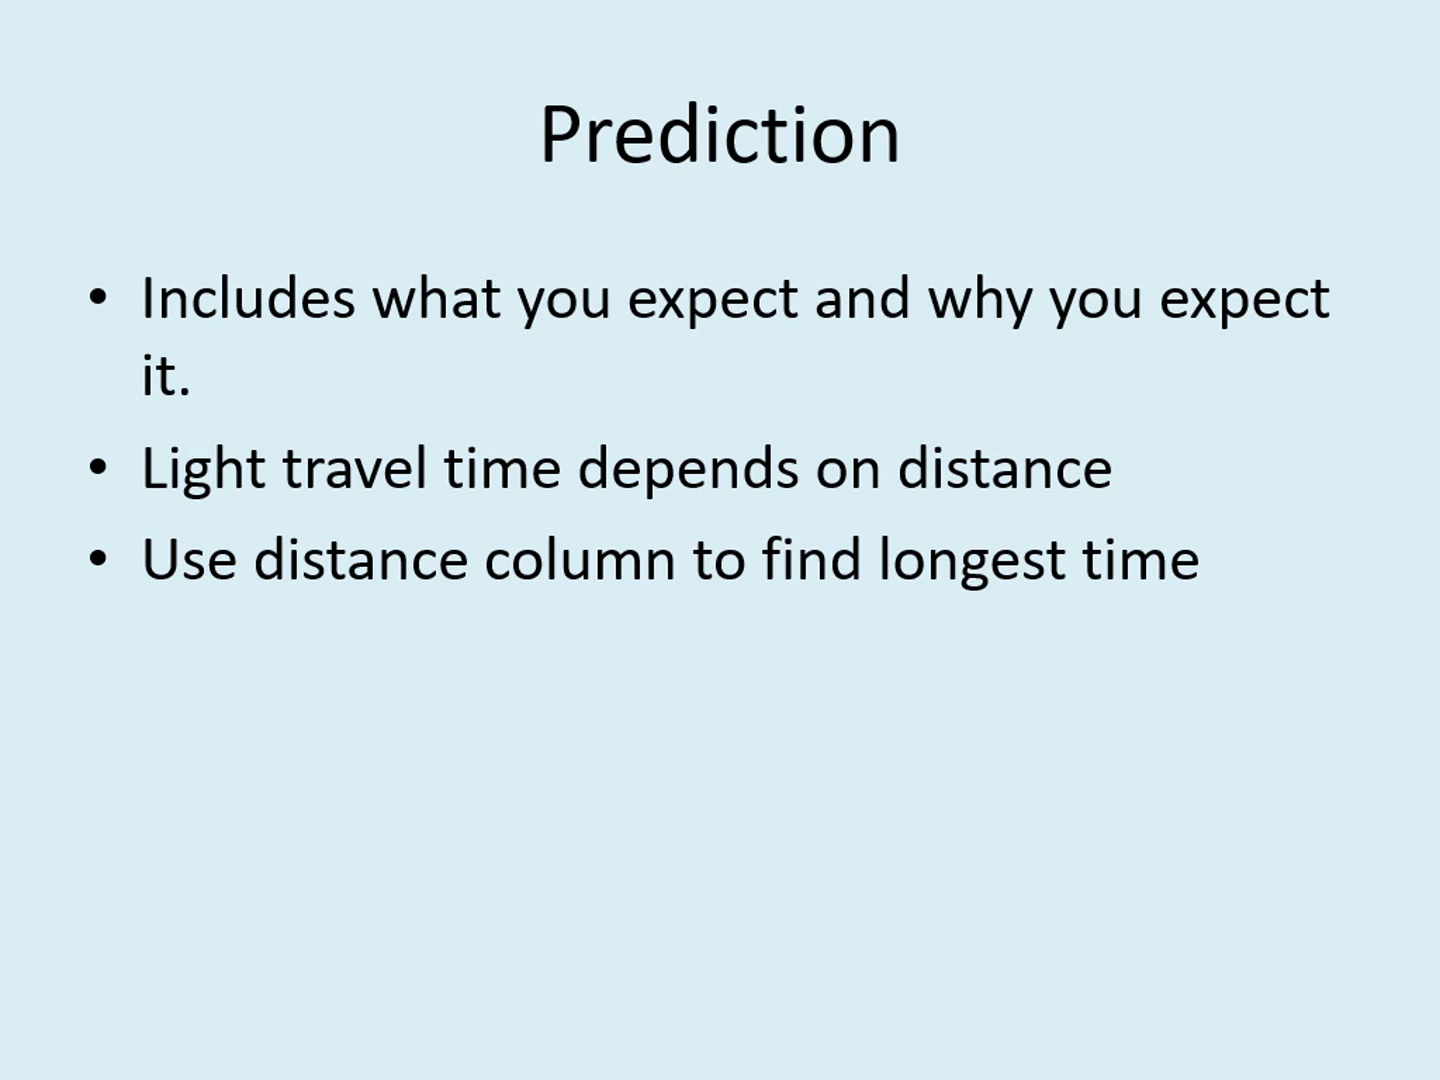 Prediction
• Includes what you expect and why you expect
it.
• Light travel time depends on distance
• Use distance column to find longest time